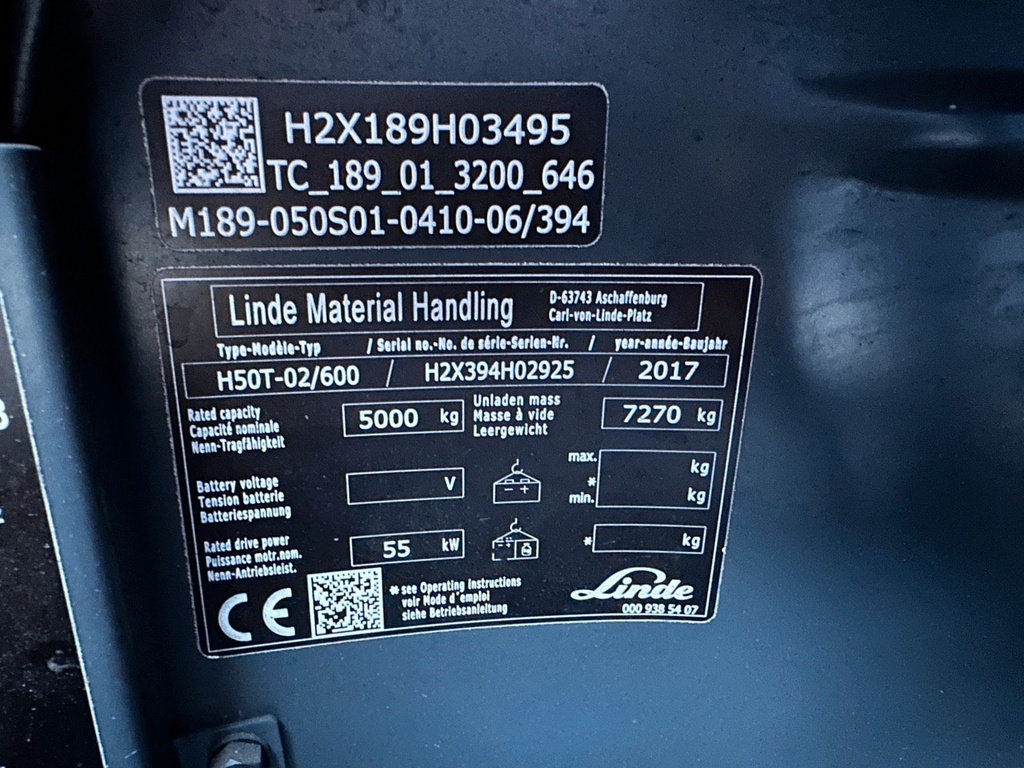 H2X189H03495
TC_189_01_3200_646
M189-050S01-0410-06/394
Linde Material Handling
D-63743 Aschaffenburg
Carl-von-Linde-Platz
Type-Modèle-Typ / Serial no.-No. de série-Serien-Nr. / year-année-Baujahr
H50T-02/600 / H2X394H02925 / 2017
Rated capacity
Capacité nominale
Nenn-Tragfähigkeit
5000 kg
Unladen mass
Masse à vide
Leergewicht
7270 kg
Battery voltage
Tension batterie
Batteriespannung
V
- +
max. kg
*
min. kg
Rated drive power
Puissance motr.nom.
Nenn-Antriebsleist.
55 kW
- +
* kg
CE
* see Operating Instructions
voir Mode d'emploi
siehe Betriebsanleitung
Linde
000 938 54 07